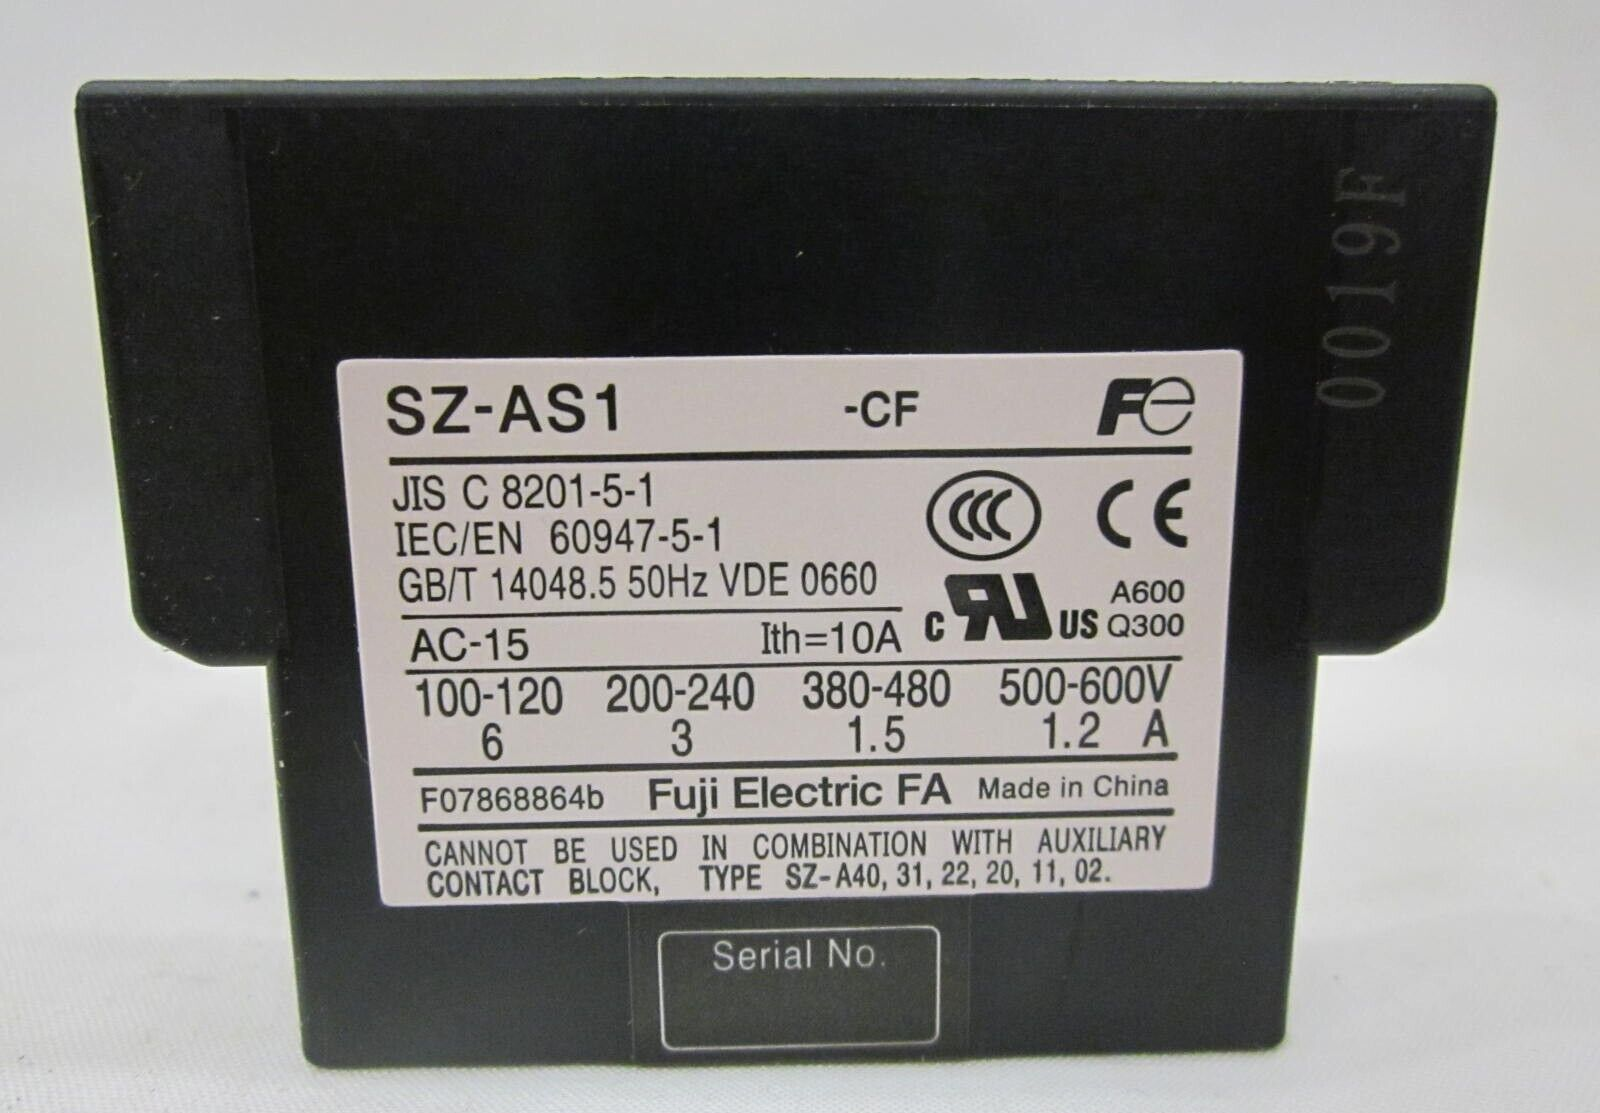 0019F
SZ-AS1 -CF Fe
JIS C 8201-5-1
IEC/EN 60947-5-1
GB/T 14048.5 50Hz VDE 0660
CCC CE
AC-15 Ith=10A
C RU US A600
Q300
100-120 200-240 380-480 500-600V
6 3 1.5 1.2 A
F07868864b Fuji Electric FA Made in China
CANNOT BE USED IN COMBINATION WITH AUXILIARY
CONTACT BLOCK, TYPE SZ-A40, 31, 22, 20, 11, 02.
Serial No.